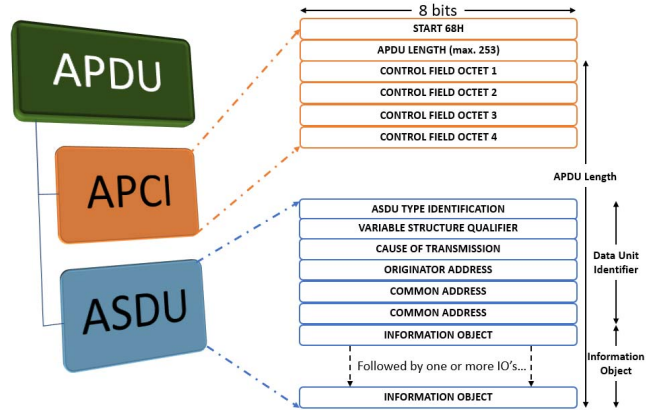 8 bits
APDU
START 68H
APDU LENGTH (max. 253)
CONTROL FIELD OCTET 1
CONTROL FIELD OCTET 2
CONTROL FIELD OCTET 3
CONTROL FIELD OCTET 4
APCI
APDU Length
ASDU
ASDU TYPE IDENTIFICATION
VARIABLE STRUCTURE QUALIFIER
CAUSE OF TRANSMISSION
ORIGINATOR ADDRESS
COMMON ADDRESS
COMMON ADDRESS
INFORMATION OBJECT
Data Unit
Identifier
Followed by one or more IO's...
INFORMATION OBJECT
Information
Object